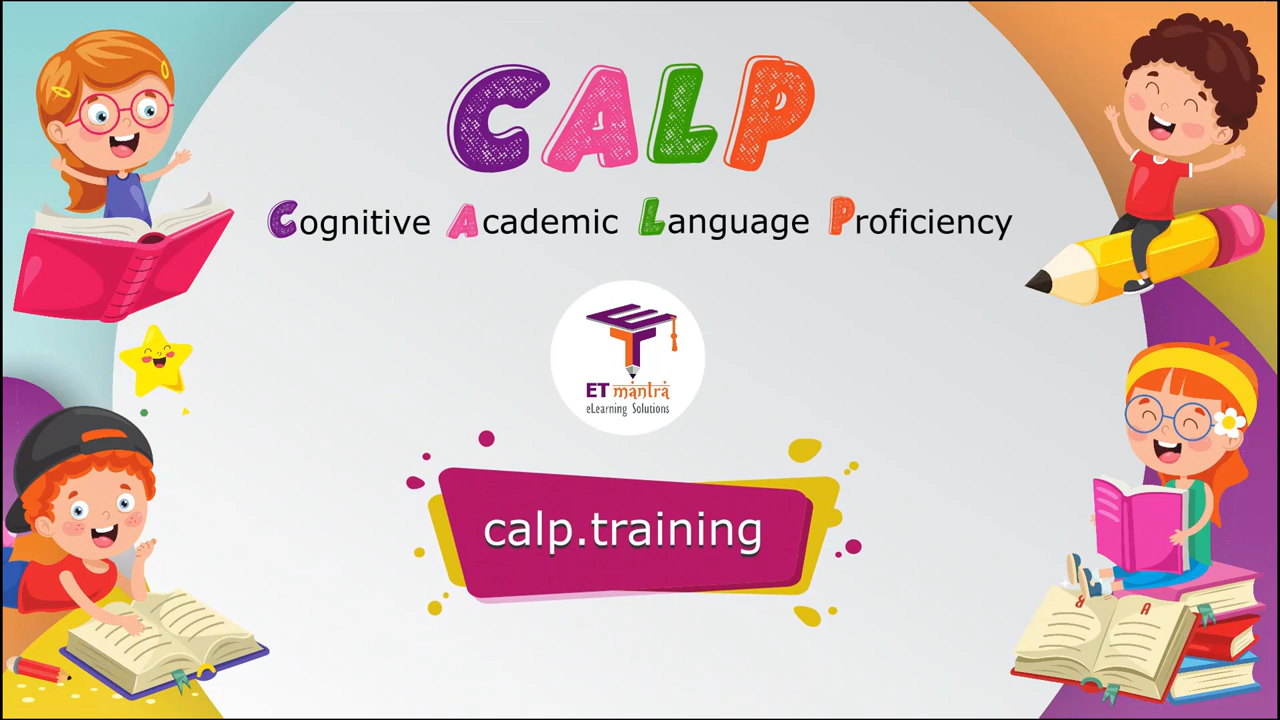 CALP
Cognitive Academic Language Proficiency
ET mantra
eLearning Solutions
calp.training
B A